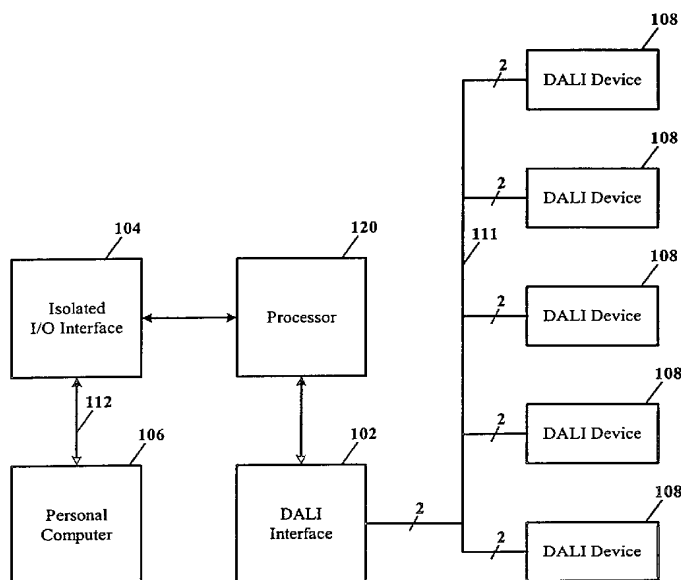 108
2
DALI Device
108
2
DALI Device
104
120
111
108
Isolated
I/O Interface
Processor
2
DALI Device
112
108
106
102
2
DALI Device
108
Personal
Computer
DALI
Interface
2
2
DALI Device